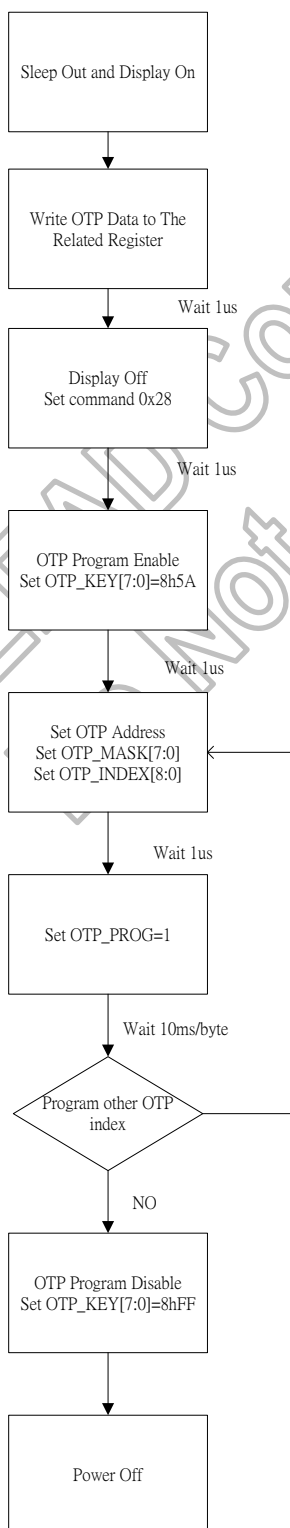 Sleep Out and Display On
Write OTP Data to The
Related Register
Wait 1us
Display Off
Set command 0x28
Wait 1us
OTP Program Enable
Set OTP_KEY[7:0]=8h5A
Wait 1us
Set OTP Address
Set OTP_MASK[7:0]
Set OTP_INDEX[8:0]
Wait 1us
Set OTP_PROG=1
Wait 10ms/byte
Program other OTP
index
NO
OTP Program Disable
Set OTP_KEY[7:0]=8hFF
Power Off